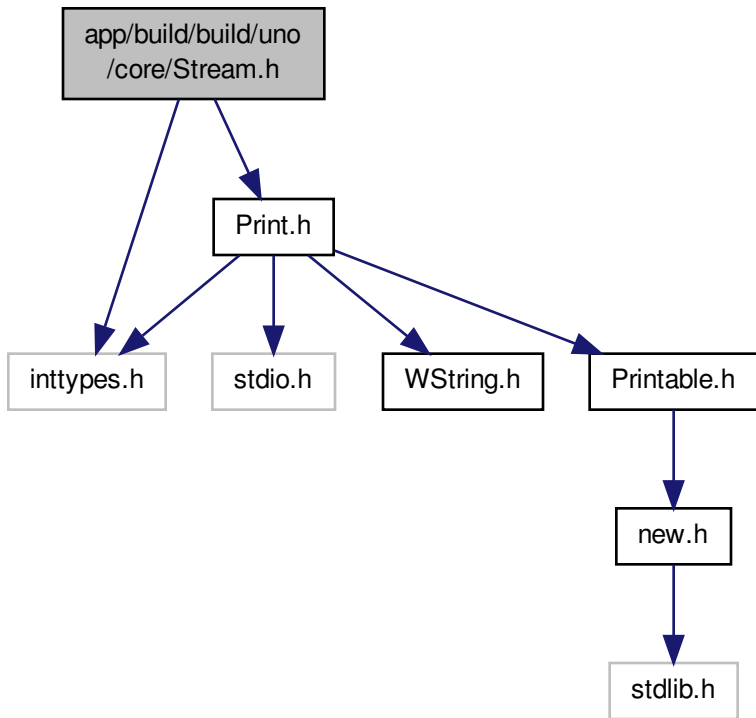 app/build/build/uno
/core/Stream.h
Print.h
inttypes.h
stdio.h
WString.h
Printable.h
new.h
stdlib.h